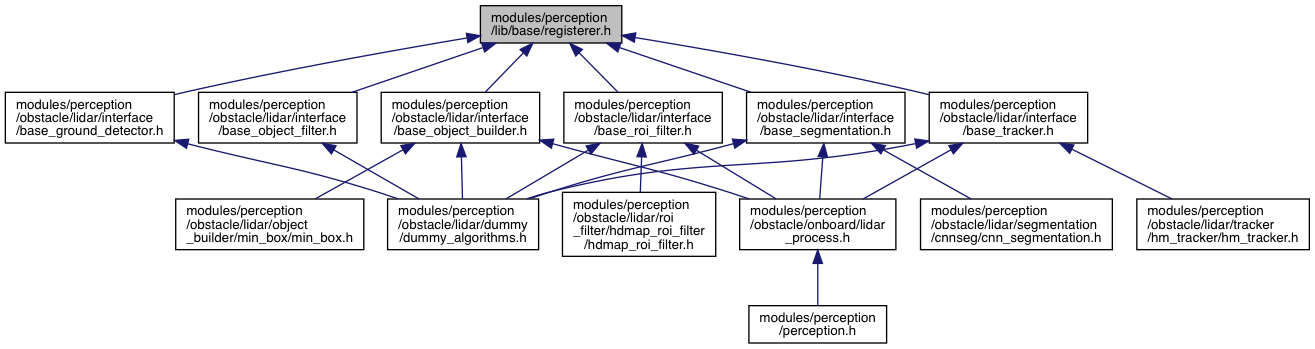 modules/perception
/lib/base/registerer.h
modules/perception
/obstacle/lidar/interface
/base_ground_detector.h
modules/perception
/obstacle/lidar/interface
/base_object_filter.h
modules/perception
/obstacle/lidar/interface
/base_object_builder.h
modules/perception
/obstacle/lidar/interface
/base_roi_filter.h
modules/perception
/obstacle/lidar/interface
/base_segmentation.h
modules/perception
/obstacle/lidar/interface
/base_tracker.h
modules/perception
/obstacle/lidar/object
_builder/min_box/min_box.h
modules/perception
/obstacle/lidar/dummy
/dummy_algorithms.h
modules/perception
/obstacle/lidar/roi
_filter/hdmap_roi_filter
/hdmap_roi_filter.h
modules/perception
/obstacle/onboard/lidar
_process.h
modules/perception
/obstacle/lidar/segmentation
/cnnseg/cnn_segmentation.h
modules/perception
/obstacle/lidar/tracker
/hm_tracker/hm_tracker.h
modules/perception
/perception.h